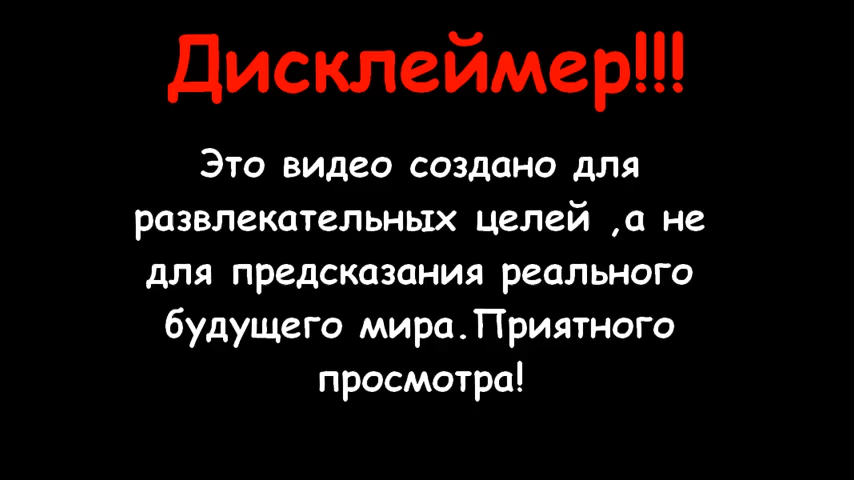 Дисклеймер!!!
Это видео создано для
развлекательных целей ,а не
для предсказания реального
будущего мира.Приятного
просмотра!